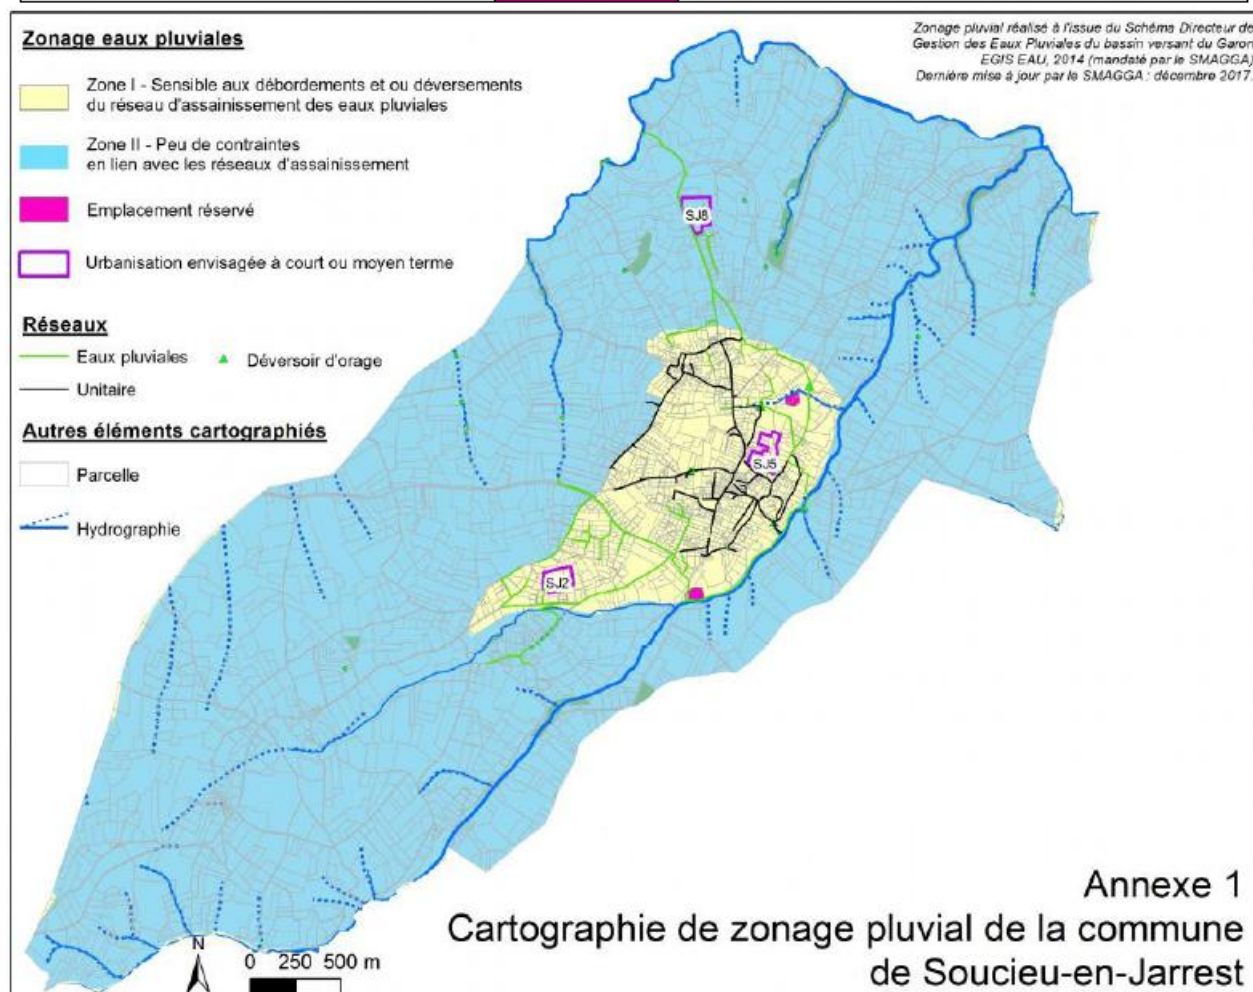 Zonage eaux pluviales
Zone I - Sensible aux débordements et ou déversements
du réseau d'assainissement des eaux pluviales
Zone II - Peu de contraintes
en lien avec les réseaux d'assainissement
Emplacement réservé
Urbanisation envisagée à court ou moyen terme
Réseaux
Eaux pluviales
Déversoir d'orage
Unitaire
Autres éléments cartographiés
Parcelle
Hydrographie
Zonage pluvial réalisé à l'issue du Schéma Directeur de
Gestion des Eaux Pluviales du bassin versant du Garon
EGIS EAU, 2014 (mandaté par le SMAGGA)
Dernière mise à jour par le SMAGGA : décembre 2017.
SJ8
SJ5
SJ2
N
0 250 500 m
Annexe 1
Cartographie de zonage pluvial de la commune
de Soucieu-en-Jarrest